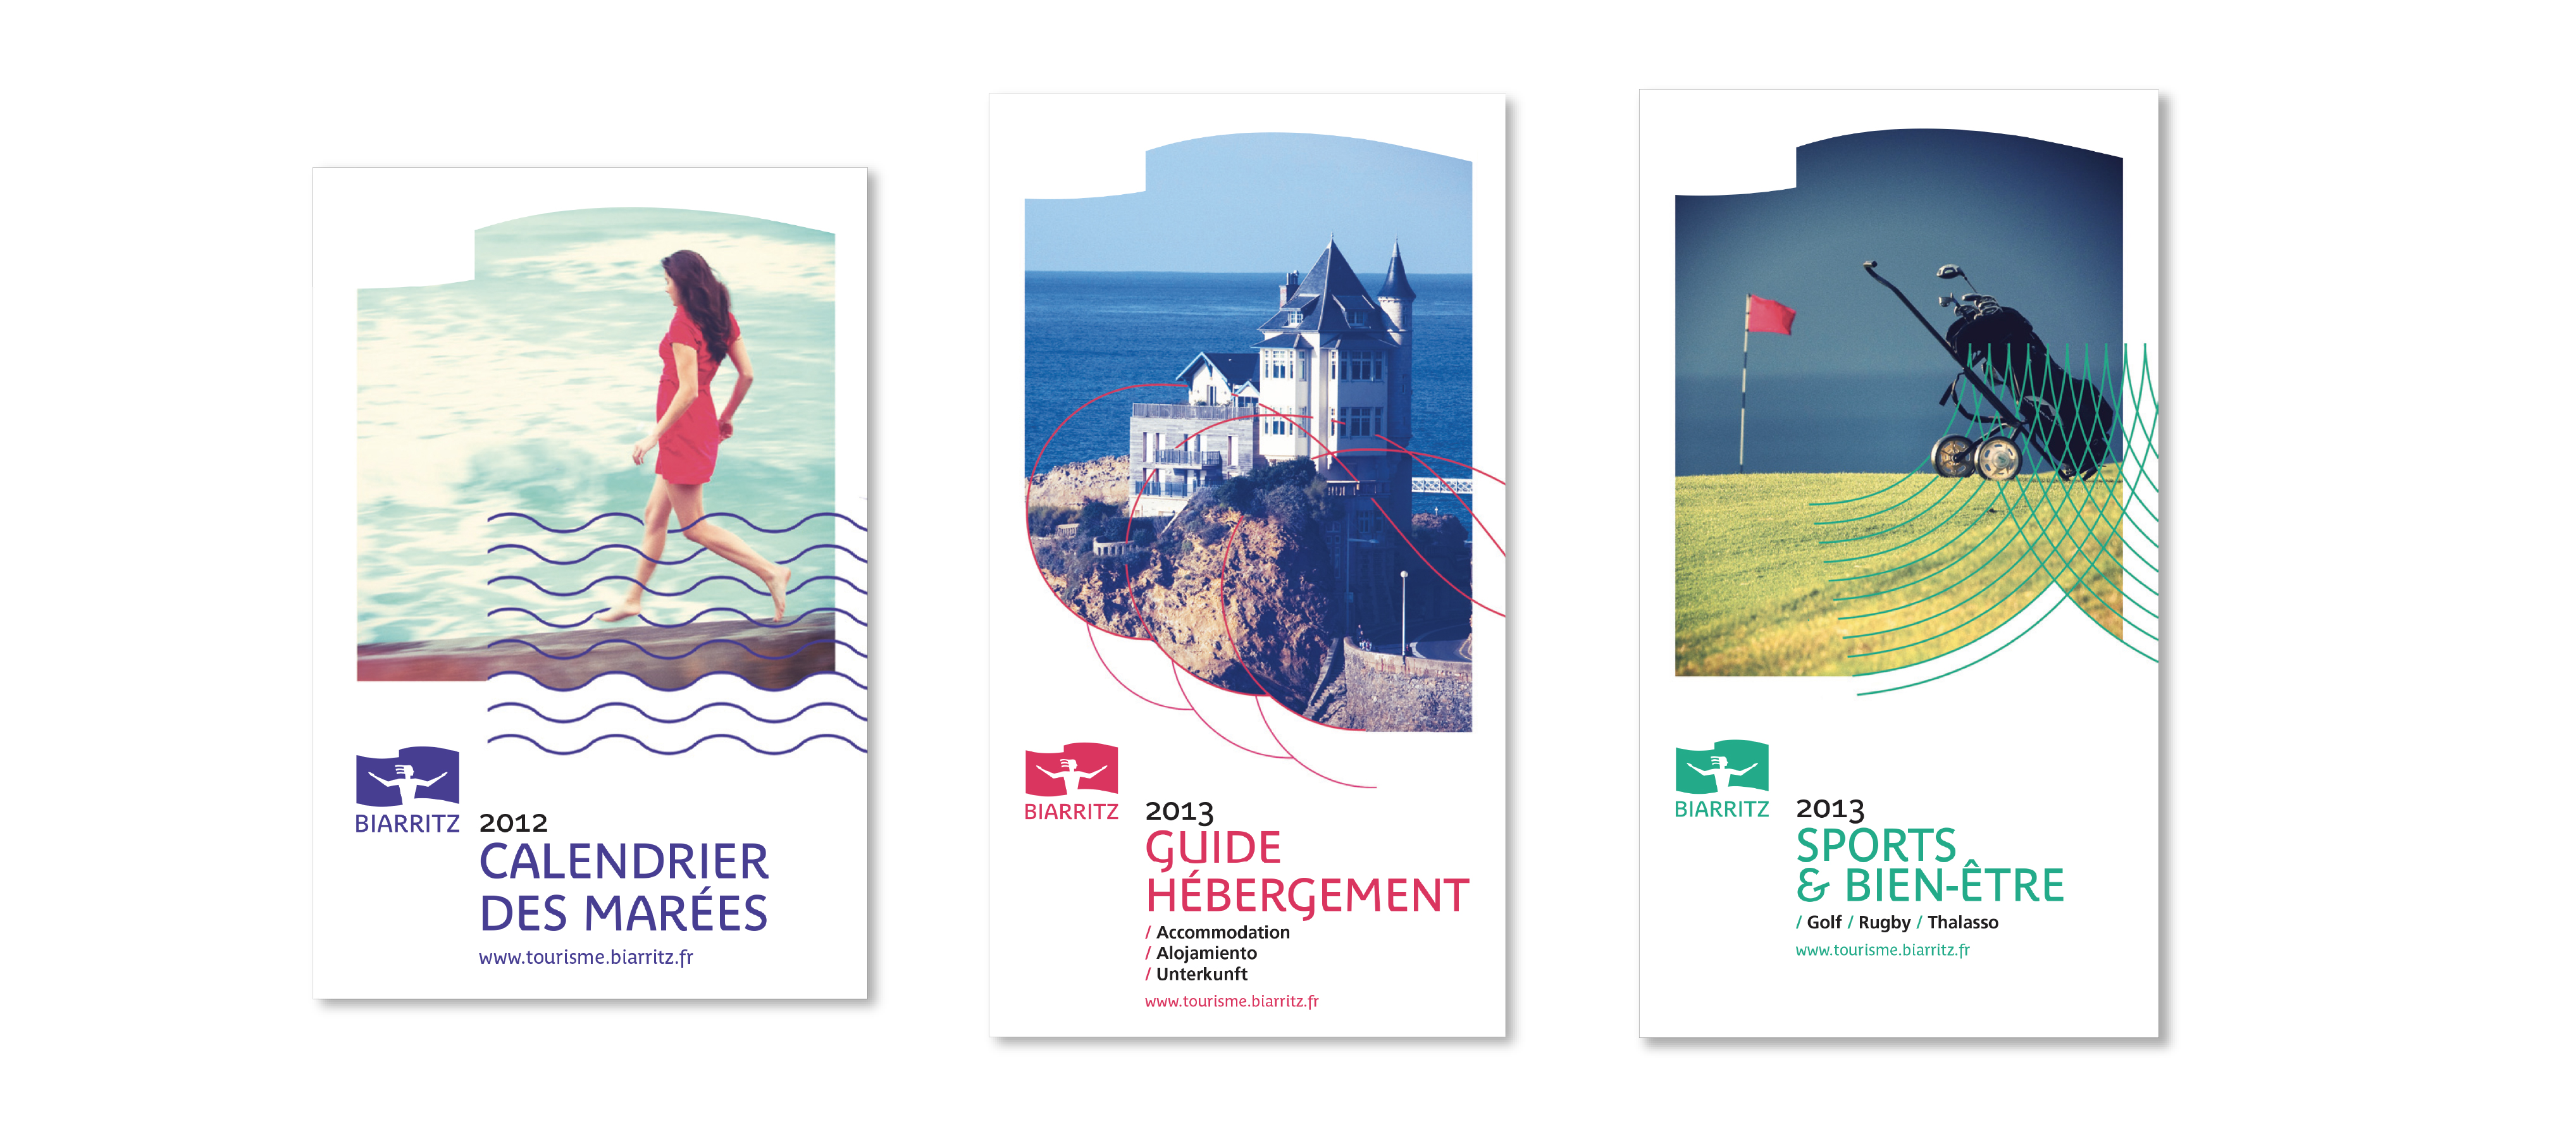 BIARRITZ
2012
CALENDRIER
DES MARÉES
www.tourisme.biarritz.fr
BIARRITZ
2013
GUIDE
HÉBERGEMENT
/ Accommodation
/ Alojamiento
/ Unterkunft
www.tourisme.biarritz.fr
BIARRITZ
2013
SPORTS
& BIEN-ÊTRE
/ Golf / Rugby / Thalasso
www.tourisme.biarritz.fr